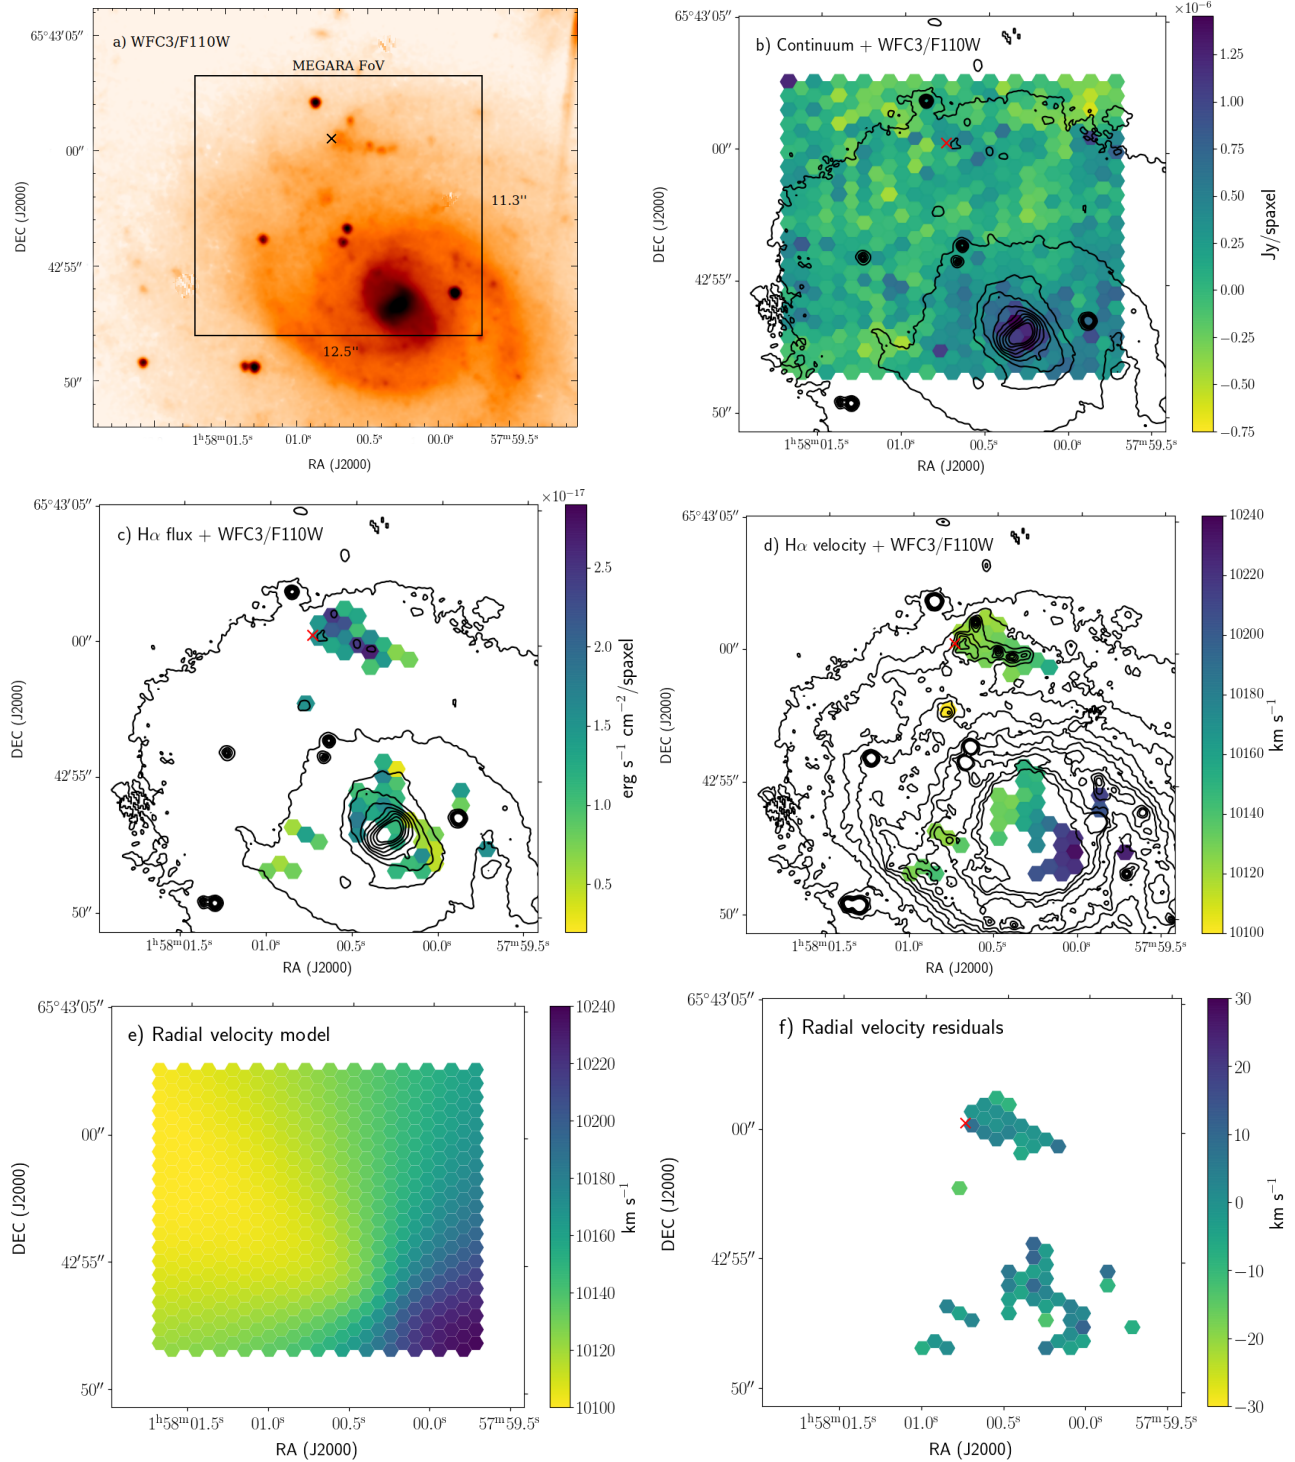 a) WFC3/F110W
MEGARA FoV
11.3''
12.5''
65°43′05″
00″
42′55″
50″
DEC (J2000)
1ʰ58ᵐ01.5ˢ 01.0ˢ 00.5ˢ 00.0ˢ 57ᵐ59.5ˢ
RA (J2000)
b) Continuum + WFC3/F110W
×10⁻⁶
65°43′05″
00″
42′55″
50″
DEC (J2000)
1ʰ58ᵐ01.5ˢ 01.0ˢ 00.5ˢ 00.0ˢ 57ᵐ59.5ˢ
RA (J2000)
1.25
1.00
0.75
0.50
0.25
0.00
−0.25
−0.50
−0.75
Jy/spaxel
c) Hα flux + WFC3/F110W
×10⁻¹⁷
65°43′05″
00″
42′55″
50″
DEC (J2000)
1ʰ58ᵐ01.5ˢ 01.0ˢ 00.5ˢ 00.0ˢ 57ᵐ59.5ˢ
RA (J2000)
2.5
2.0
1.5
1.0
0.5
erg s⁻¹ cm⁻²/spaxel
d) Hα velocity + WFC3/F110W
65°43′05″
00″
42′55″
50″
DEC (J2000)
1ʰ58ᵐ01.5ˢ 01.0ˢ 00.5ˢ 00.0ˢ 57ᵐ59.5ˢ
RA (J2000)
10240
10220
10200
10180
10160
10140
10120
10100
km s⁻¹
e) Radial velocity model
65°43′05″
00″
42′55″
50″
DEC (J2000)
1ʰ58ᵐ01.5ˢ 01.0ˢ 00.5ˢ 00.0ˢ 57ᵐ59.5ˢ
RA (J2000)
10240
10220
10200
10180
10160
10140
10120
10100
km s⁻¹
f) Radial velocity residuals
65°43′05″
00″
42′55″
50″
DEC (J2000)
1ʰ58ᵐ01.5ˢ 01.0ˢ 00.5ˢ 00.0ˢ 57ᵐ59.5ˢ
RA (J2000)
30
20
10
0
−10
−20
−30
km s⁻¹